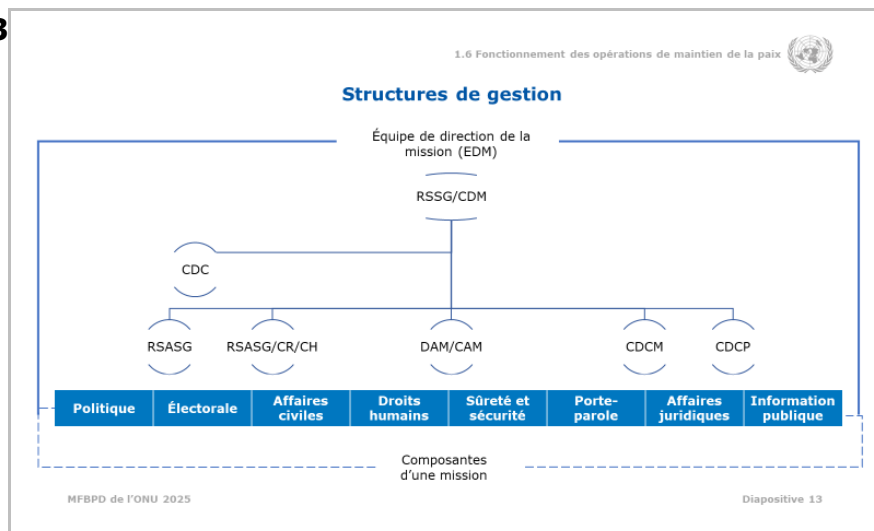 3
1.6 Fonctionnement des opérations de maintien de la paix
Structures de gestion
Équipe de direction de la
mission (EDM)
RSSG/CDM
CDC
RSASG
RSASG/CR/CH
DAM/CAM
CDCM
CDCP
Politique
Électorale
Affaires
civiles
Droits
humains
Sûreté et
sécurité
Porte-
parole
Affaires
juridiques
Information
publique
Composantes
d’une mission
MFBPD de l’ONU 2025
Diapositive 13